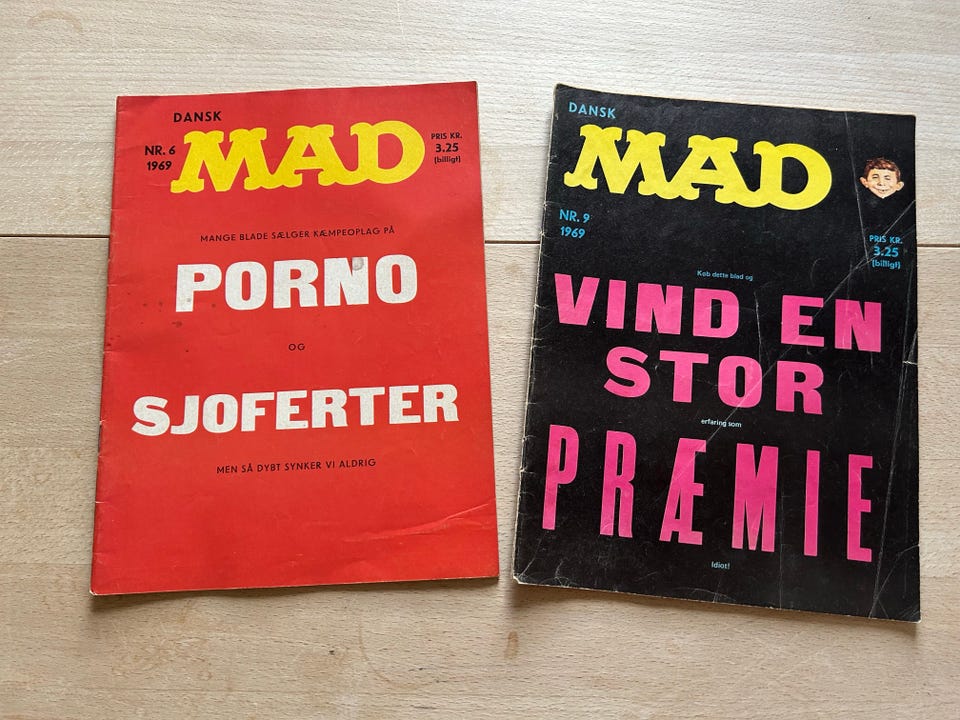 DANSK
MAD
NR. 6
1969
PRIS KR.
3.25
(billigt)
MANGE BLADE SÆLGER KÆMPEOPLAG PÅ
PORNO
OG
SJOFERTER
MEN SÅ DYBT SYNKER VI ALDRIG
DANSK
MAD
NR. 9
1969
PRIS KR.
3.25
(billigt)
Køb dette blad og
VIND EN
STOR
erfaring som
PRÆMIE
Idiot!